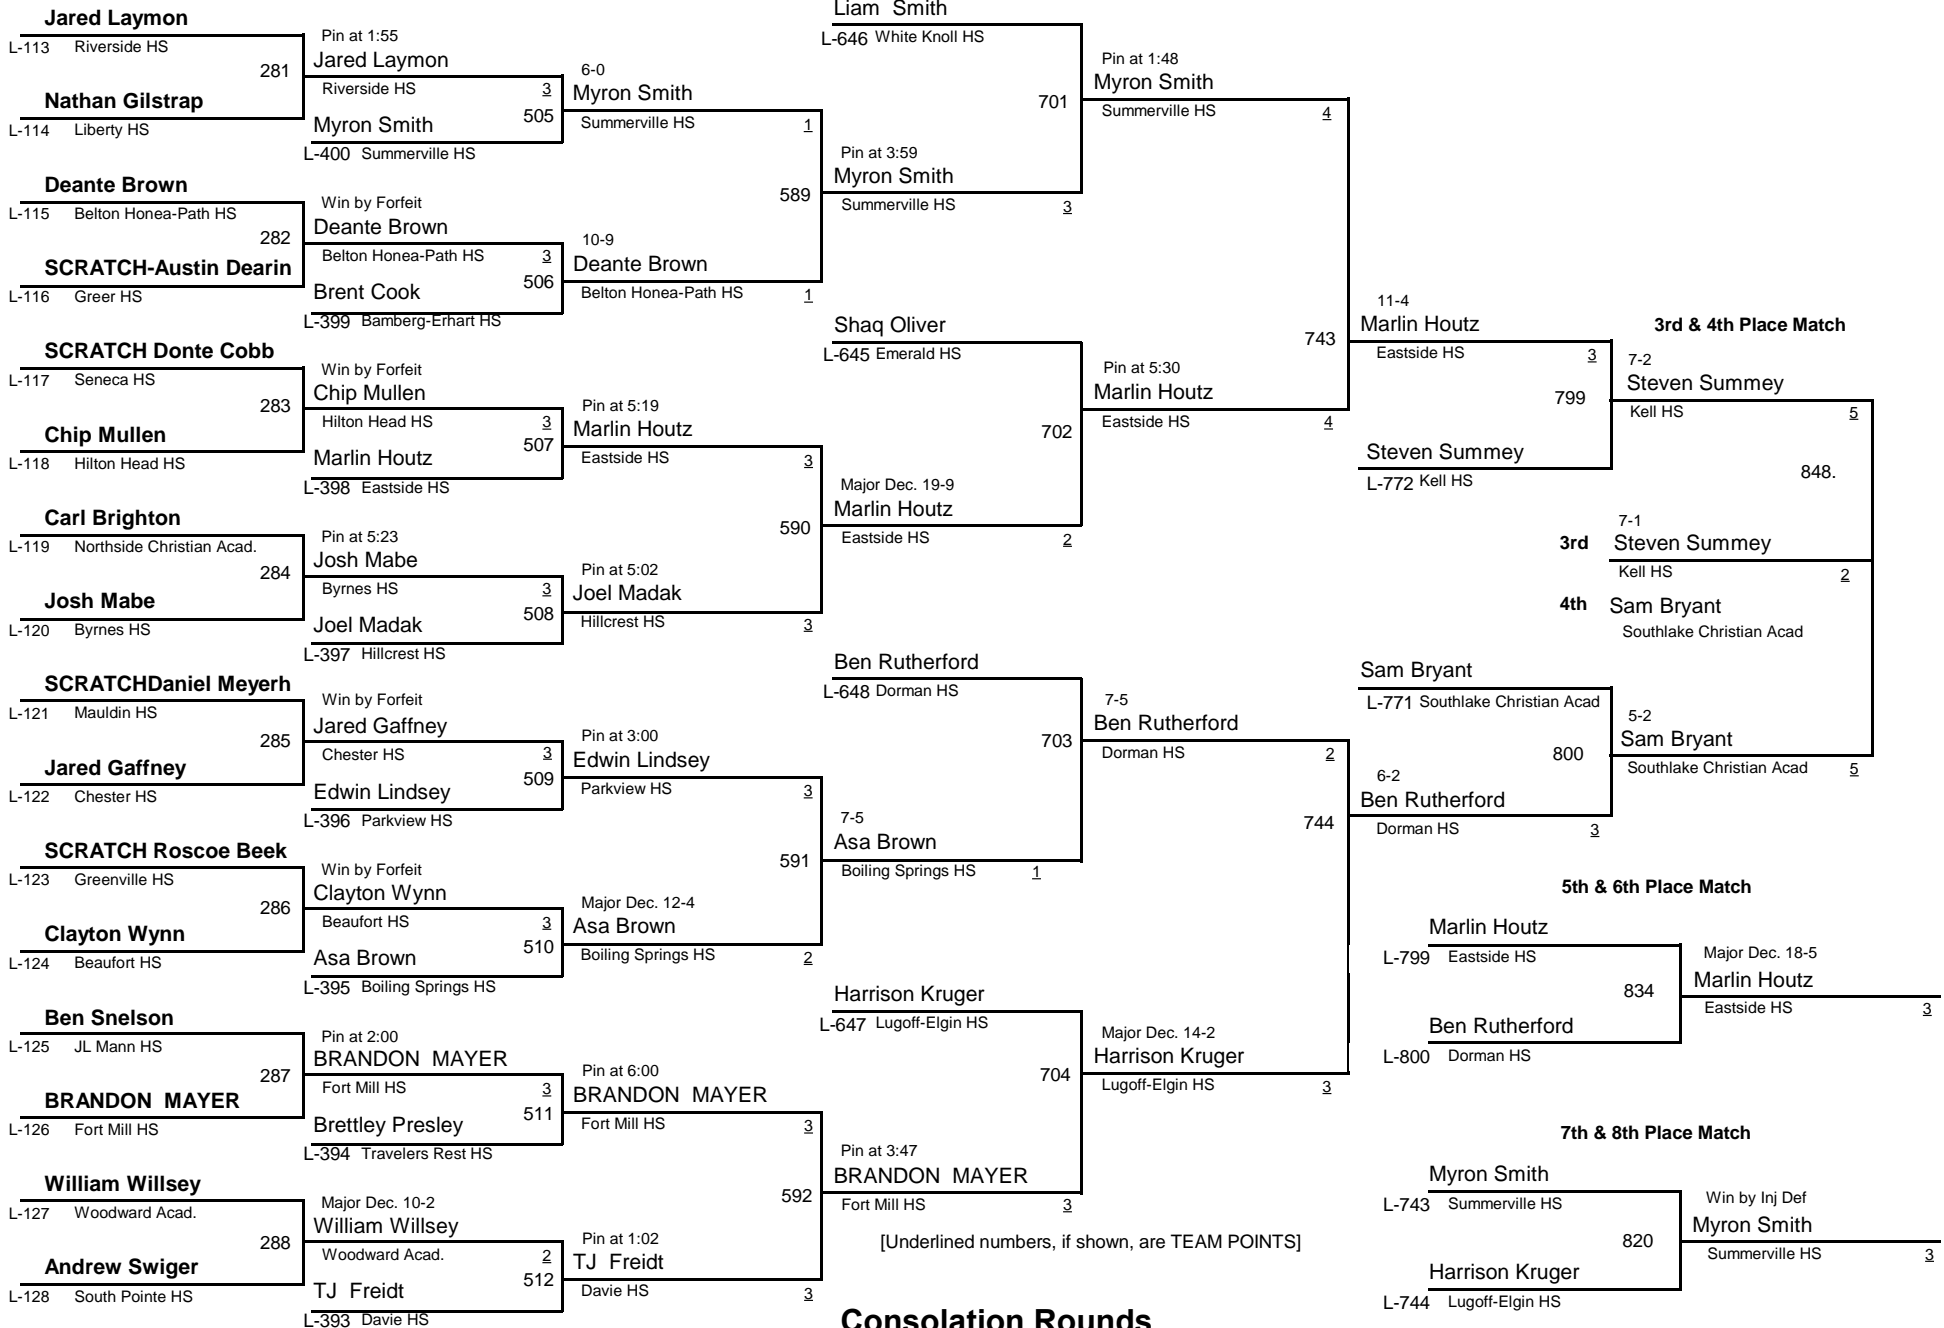 Jared Laymon
L-113 Riverside HS
281
Nathan Gilstrap
L-114 Liberty HS
Deante Brown
L-115 Belton Honea-Path HS
282
SCRATCH-Austin Dearin
L-116 Greer HS
SCRATCH Donte Cobb
L-117 Seneca HS
283
Chip Mullen
L-118 Hilton Head HS
Carl Brighton
L-119 Northside Christian Acad.
284
Josh Mabe
L-120 Byrnes HS
SCRATCHDaniel Meyerh
L-121 Mauldin HS
285
Jared Gaffney
L-122 Chester HS
SCRATCH Roscoe Beek
L-123 Greenville HS
286
Clayton Wynn
L-124 Beaufort HS
Ben Snelson
L-125 JL Mann HS
287
BRANDON MAYER
L-126 Fort Mill HS
William Willsey
L-127 Woodward Acad.
288
Andrew Swiger
L-128 South Pointe HS
Pin at 1:55
Jared Laymon
Riverside HS 3
505
Myron Smith
L-400 Summerville HS
Win by Forfeit
Deante Brown
Belton Honea-Path HS 3
506
Brent Cook
L-399 Bamberg-Erhart HS
Win by Forfeit
Chip Mullen
Hilton Head HS 3
507
Marlin Houtz
L-398 Eastside HS
Pin at 5:23
Josh Mabe
Byrnes HS 3
508
Joel Madak
L-397 Hillcrest HS
Win by Forfeit
Jared Gaffney
Chester HS 3
509
Edwin Lindsey
L-396 Parkview HS
Win by Forfeit
Clayton Wynn
Beaufort HS 3
510
Asa Brown
L-395 Boiling Springs HS
Pin at 2:00
BRANDON MAYER
Fort Mill HS 3
511
Brettley Presley
L-394 Travelers Rest HS
Major Dec. 10-2
William Willsey
Woodward Acad. 2
512
TJ Freidt
L-393 Davie HS
6-0
Myron Smith
Summerville HS 1
589
10-9
Deante Brown
Belton Honea-Path HS 1
Pin at 5:19
Marlin Houtz
Eastside HS 3
590
Pin at 5:02
Joel Madak
Hillcrest HS 3
Pin at 3:00
Edwin Lindsey
Parkview HS 3
591
Major Dec. 12-4
Asa Brown
Boiling Springs HS 2
Pin at 6:00
BRANDON MAYER
Fort Mill HS 3
592
Pin at 1:02
TJ Freidt
Davie HS 3
Liam Smith
L-646 White Knoll HS
701
Pin at 3:59
Myron Smith
Summerville HS 3
Shaq Oliver
L-645 Emerald HS
702
Major Dec. 19-9
Marlin Houtz
Eastside HS 2
Ben Rutherford
L-648 Dorman HS
703
7-5
Asa Brown
Boiling Springs HS 1
Harrison Kruger
L-647 Lugoff-Elgin HS
704
Pin at 3:47
BRANDON MAYER
Fort Mill HS 3
[Underlined numbers, if shown, are TEAM POINTS]
Consolation Rounds
Pin at 1:48
Myron Smith
Summerville HS 4
743
Pin at 5:30
Marlin Houtz
Eastside HS 4
7-5
Ben Rutherford
Dorman HS 2
744
Major Dec. 14-2
Harrison Kruger
Lugoff-Elgin HS 3
11-4
Marlin Houtz
Eastside HS 3
799
Steven Summey
L-772 Kell HS
Sam Bryant
L-771 Southlake Christian Acad
800
6-2
Ben Rutherford
Dorman HS 3
3rd & 4th Place Match
7-2
Steven Summey
Kell HS 5
848.
7-1
3rd Steven Summey
Kell HS 2
4th Sam Bryant
Southlake Christian Acad
5-2
Sam Bryant
Southlake Christian Acad 5
5th & 6th Place Match
Marlin Houtz
L-799 Eastside HS
834
Ben Rutherford
L-800 Dorman HS
Major Dec. 18-5
Marlin Houtz
Eastside HS 3
7th & 8th Place Match
Myron Smith
L-743 Summerville HS
820
Harrison Kruger
L-744 Lugoff-Elgin HS
Win by Inj Def
Myron Smith
Summerville HS 3